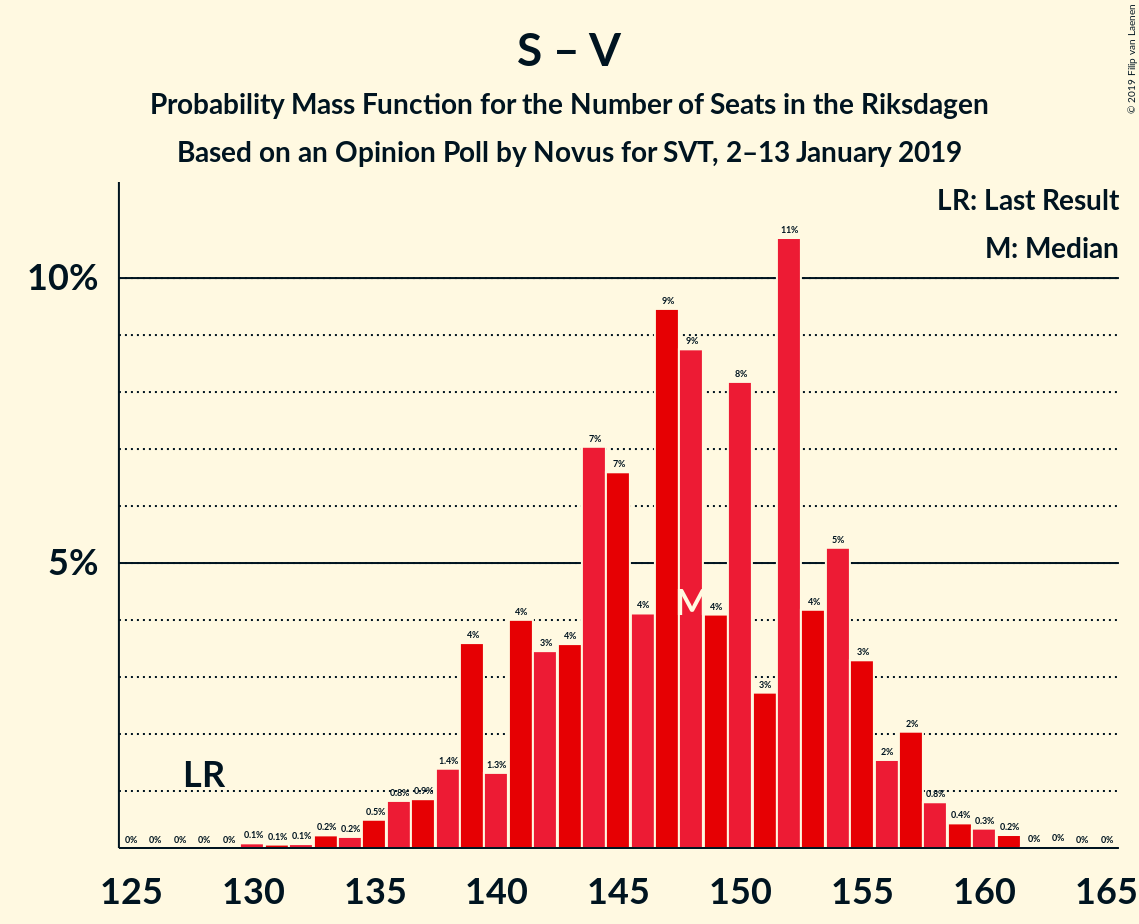 S – V
Probability Mass Function for the Number of Seats in the Riksdagen
Based on an Opinion Poll by Novus for SVT, 2–13 January 2019
© 2019 Filip van Laenen
LR: Last Result
M: Median
10%
5%
0% 0% 0% 0% 0% 0.1% 0.1% 0.1% 0.2% 0.2% 0.5% 0.8% 0.9% 1.4% 4% 1.3% 4% 3% 4% 7% 7% 4% 9% 9% 4% 8% 3% 11% 4% 5% 3% 2% 2% 0.8% 0.4% 0.3% 0.2% 0% 0% 0% 0%
M
LR
125 130 135 140 145 150 155 160 165